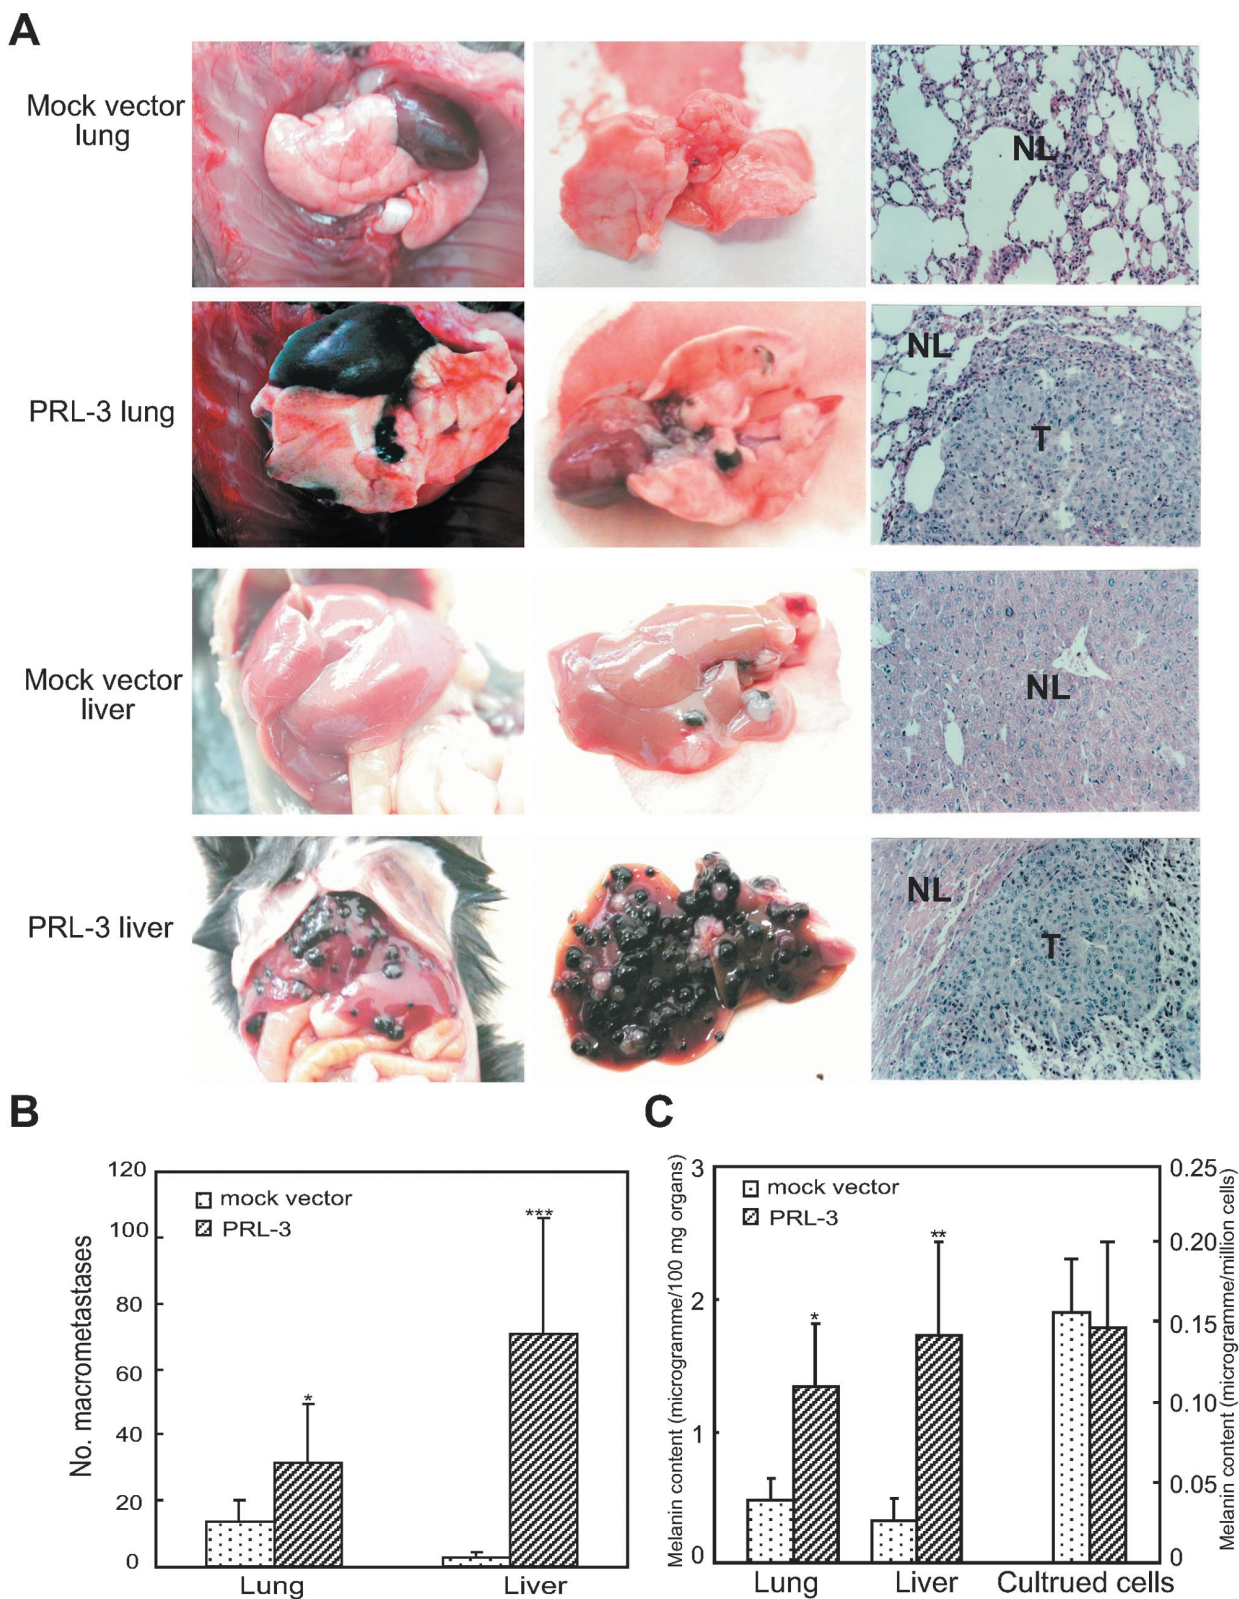 A
Mock vector
lung
NL
PRL-3 lung
NL
T
Mock vector
liver
NL
PRL-3 liver
NL
T
B
No. macrometastases
120
100
80
60
40
20
0
mock vector
PRL-3
*
***
Lung
Liver
C
Melanin content (microgramme/100 mg organs)
3
2
1
0
mock vector
PRL-3
*
**
Lung
Liver
Cultrued cells
0.25
0.20
0.15
0.10
0.05
0
Melanin content (microgramme/million cells)